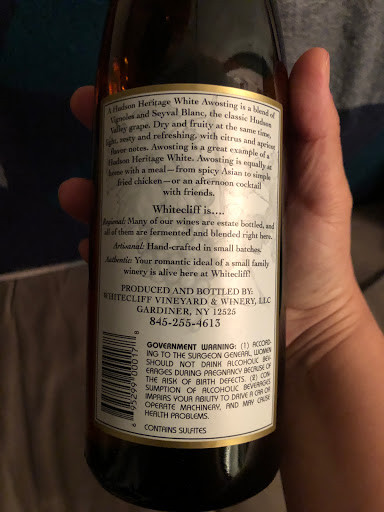 A Hudson Heritage White Awosting is a blend of
Vignoles and Seyval Blanc, the classic Hudson
Valley grape. Dry and fruity at the same time,
light, zesty and refreshing, with citrus and apricot
flavor notes. Awosting is a great example of a
Hudson Heritage White. Awosting is equally at
home with a meal—from spicy Asian to simple
fried chicken—or an afternoon cocktail
with friends.
Whitecliff is....
Regional: Many of our wines are estate bottled, and
all of them are fermented and blended right here.
Artisanal: Hand-crafted in small batches.
Authentic: Your romantic ideal of a small family
winery is alive here at Whitecliff!
PRODUCED AND BOTTLED BY:
WHITECLIFF VINEYARD & WINERY, LLC
GARDINER, NY 12525
845-255-4613
GOVERNMENT WARNING: (1) ACCORD-
ING TO THE SURGEON GENERAL, WOMEN
SHOULD NOT DRINK ALCOHOLIC BEV-
ERAGES DURING PREGNANCY BECAUSE OF
THE RISK OF BIRTH DEFECTS. (2) CON-
SUMPTION OF ALCOHOLIC BEVERAGES
IMPAIRS YOUR ABILITY TO DRIVE A CAR OR
OPERATE MACHINERY, AND MAY CAUSE
HEALTH PROBLEMS.
CONTAINS SULFITES
6 95299 00017 8